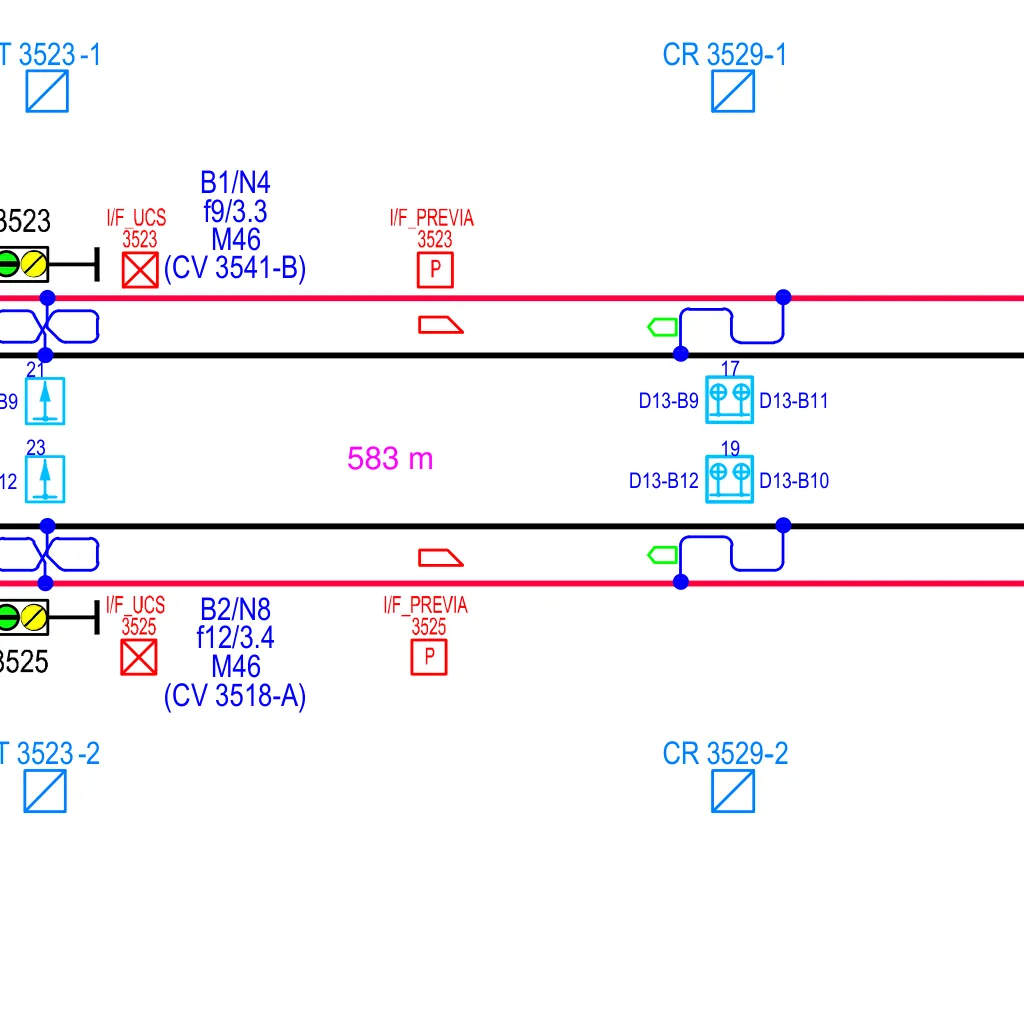 T 3523-1
CR 3529-1
3523
I/F_UCS
3523
B1/N4
f9/3.3
M46
(CV 3541-B)
I/F_PREVIA
3523
P
21
B9
17
D13-B9
D13-B11
23
12
583 m
19
D13-B12
D13-B10
I/F_UCS
3525
B2/N8
f12/3.4
M46
(CV 3518-A)
I/F_PREVIA
3525
P
3525
T 3523-2
CR 3529-2